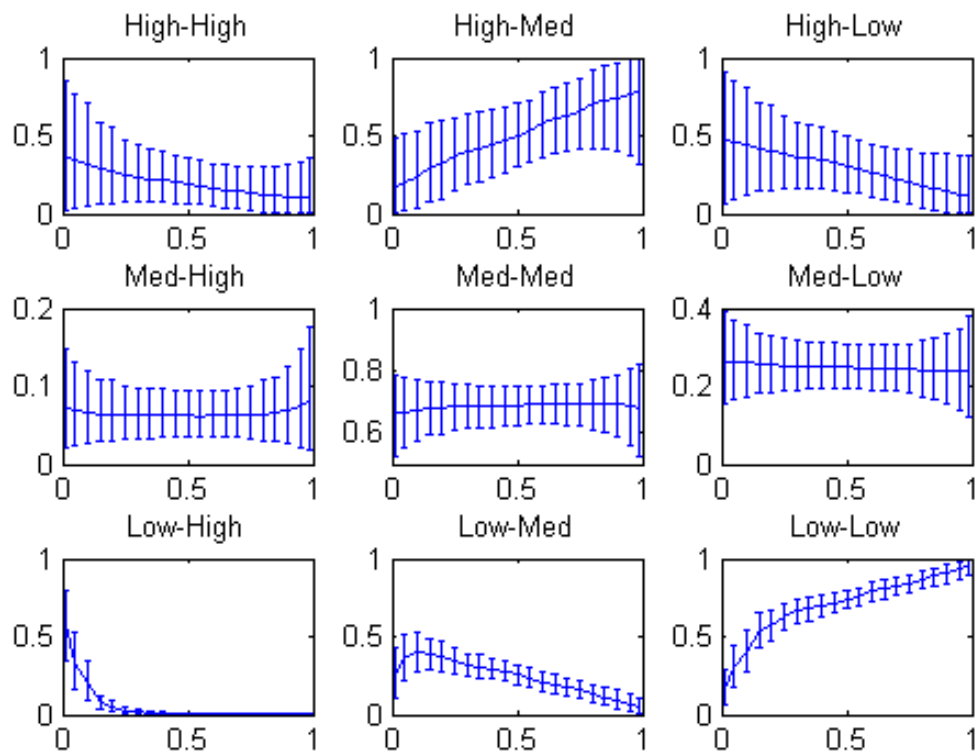 High-High High-Med High-Low
1 1 1
0.5 0.5 0.5
0 0 0
0 0.5 1 0 0.5 1 0 0.5 1
Med-High Med-Med Med-Low
0.2 1 0.4
0.8
0.1 0.2
0.6
0 0
0 0.5 1 0 0.5 1 0 0.5 1
Low-High Low-Med Low-Low
1 1 1
0.5 0.5 0.5
0 0 0
0 0.5 1 0 0.5 1 0 0.5 1